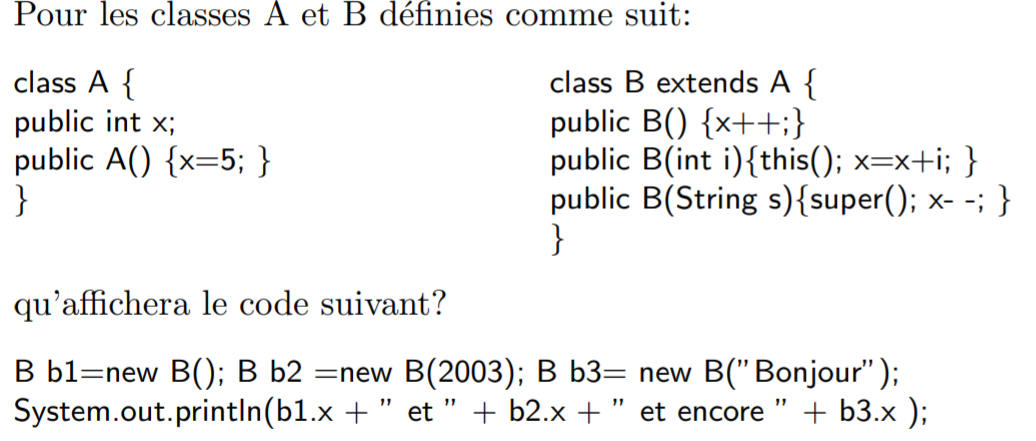 Pour les classes A et B définies comme suit:
class A {
public int x;
public A() {x=5; }
}
class B extends A {
public B() {x++;}
public B(int i){this(); x=x+i; }
public B(String s){super(); x- -; }
}
qu'affichera le code suivant?
B b1=new B(); B b2 =new B(2003); B b3= new B(” Bonjour” );
System.out.println(b1.x + ” et ” + b2.x + ” et encore ” + b3.x );